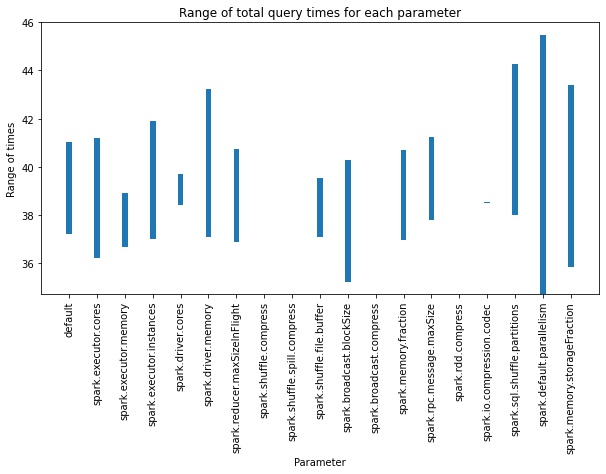 Range of total query times for each parameter
Range of times
46
44
42
40
38
36
default
spark.executor.cores
spark.executor.memory
spark.executor.instances
spark.driver.cores
spark.driver.memory
spark.reducer.maxSizeInFlight
spark.shuffle.compress
spark.shuffle.spill.compress
spark.shuffle.file.buffer
spark.broadcast.blockSize
spark.broadcast.compress
spark.memory.fraction
spark.rpc.message.maxSize
spark.rdd.compress
spark.io.compression.codec
spark.sql.shuffle.partitions
spark.default.parallelism
spark.memory.storageFraction
Parameter